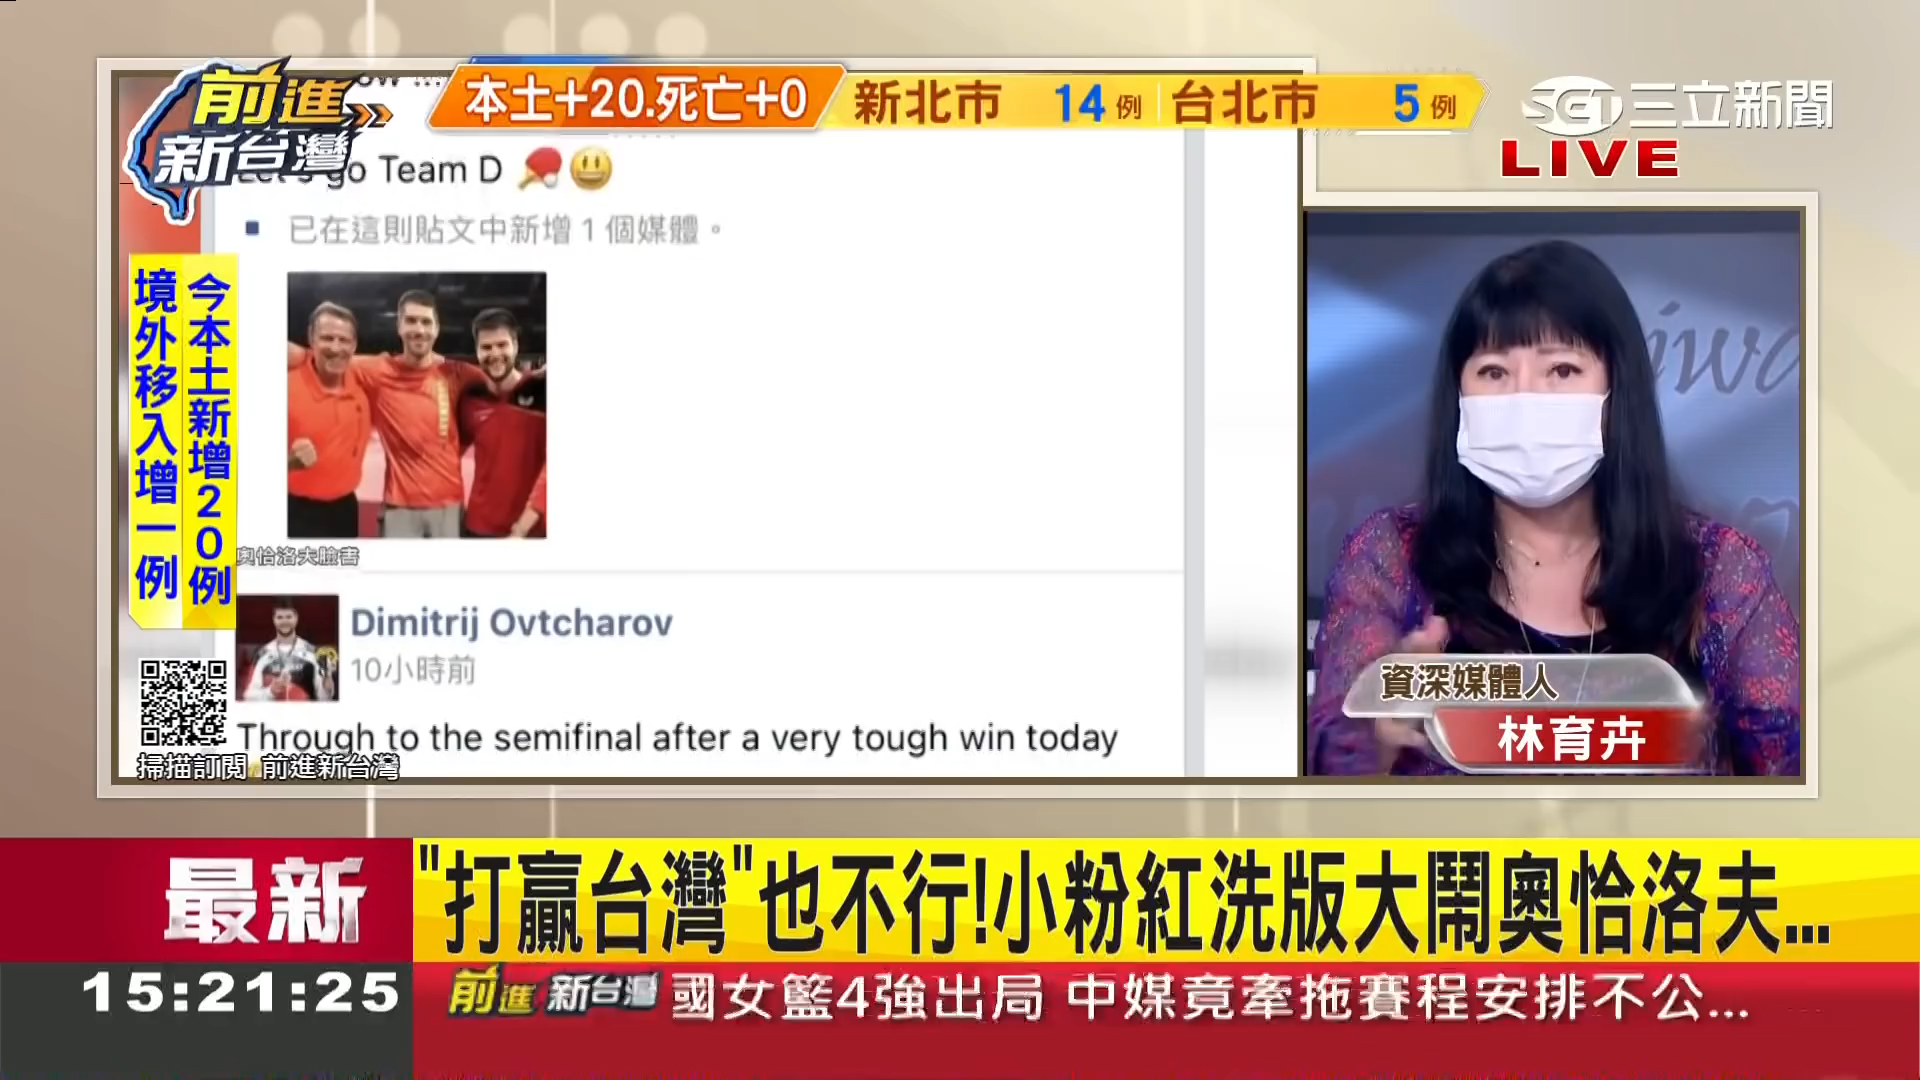 前進
新台灣
本土+20.死亡+0
新北市 14例 台北市 5例
SET三立新聞
LIVE
Let's go Team D
已在這則貼文中新增 1 個媒體。
今本土新增20例
境外移入增一例
奧恰洛夫臉書
Dimitrij Ovtcharov
10小時前
Through to the semifinal after a very tough win today
掃描訂閱 前進新台灣
資深媒體人
林育卉
最新
"打贏台灣"也不行!小粉紅洗版大鬧奧恰洛夫...
15:21:25
前進新台灣 國女籃4強出局 中媒竟牽拖賽程安排不公...